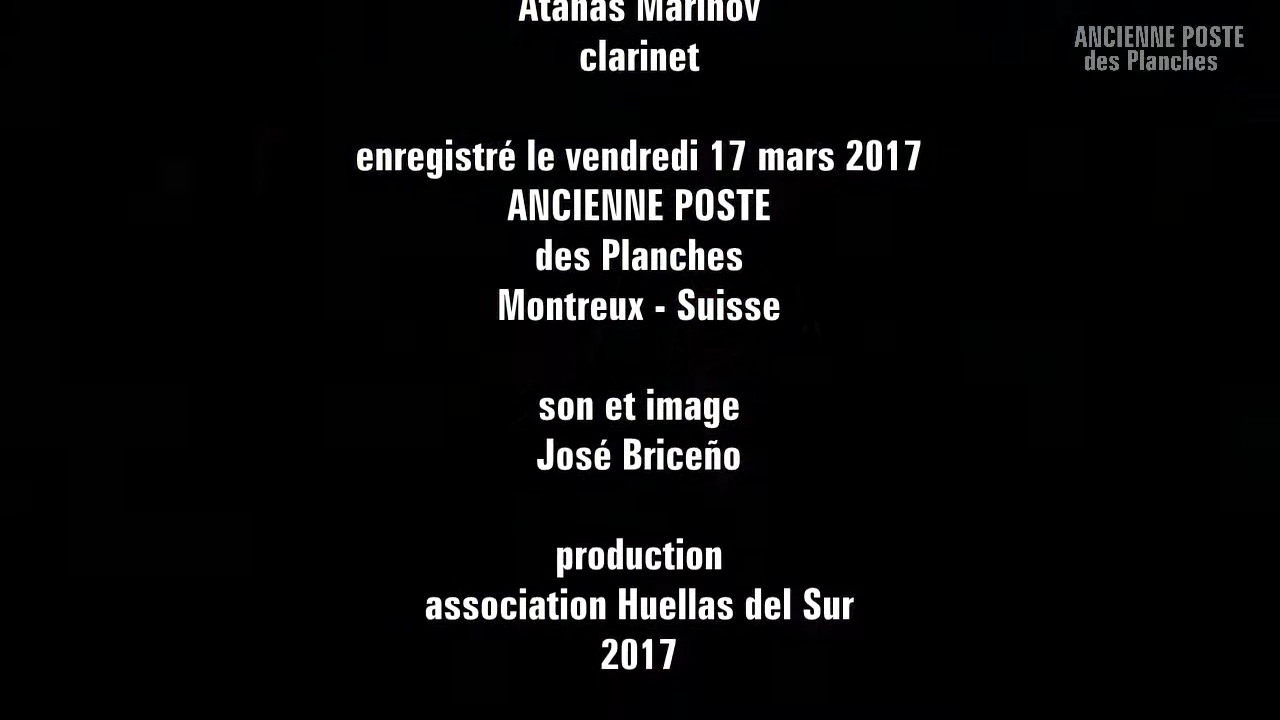 Atanas Marinov
clarinet
ANCIENNE POSTE
des Planches
enregistré le vendredi 17 mars 2017
ANCIENNE POSTE
des Planches
Montreux - Suisse
son et image
José Briceño
production
association Huellas del Sur
2017